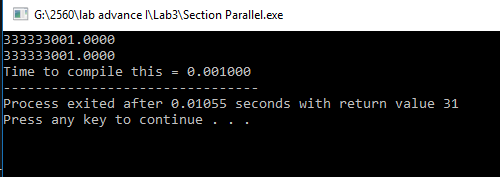 G:\2560\lab advance I\Lab3\Section Parallel.exe
333333001.0000
333333001.0000
Time to compile this = 0.001000
--------------------------------
Process exited after 0.01055 seconds with return value 31
Press any key to continue . . .